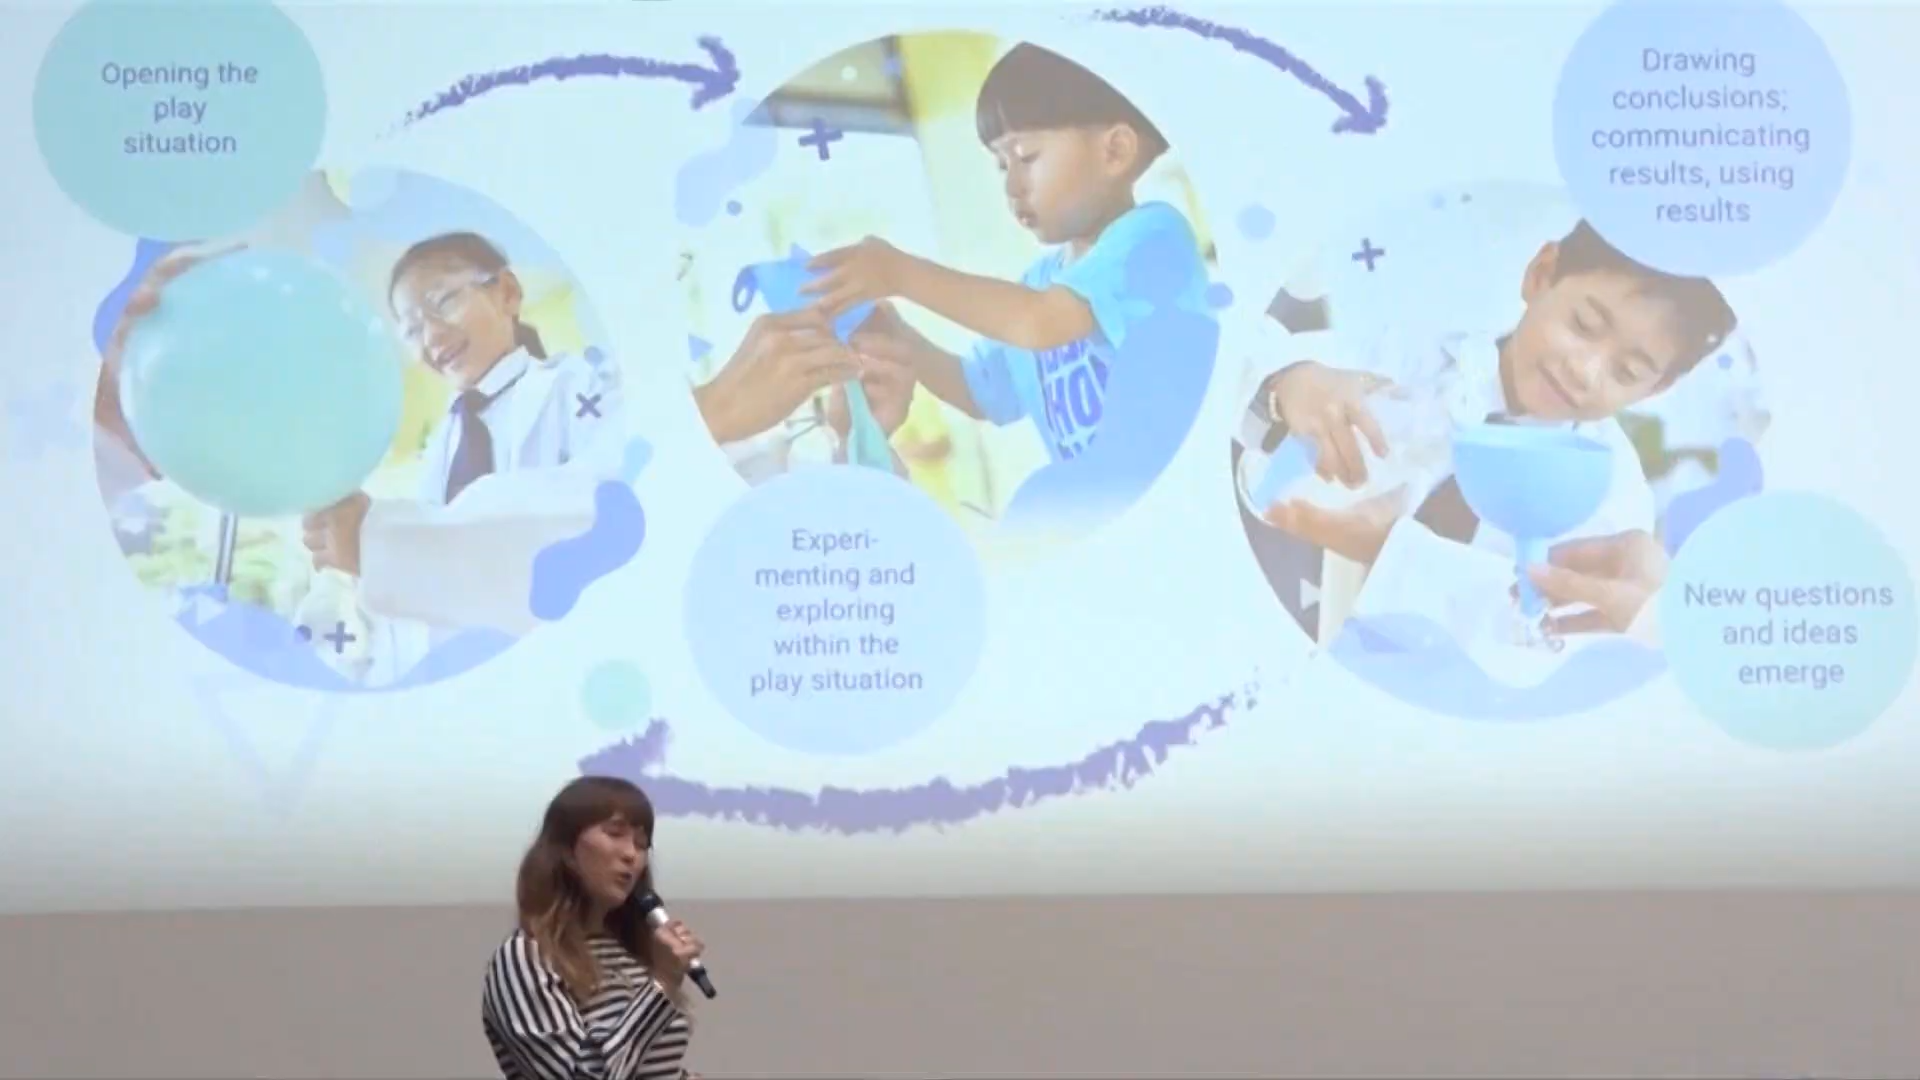 Opening the
play
situation
Experi-
menting and
exploring
within the
play situation
Drawing
conclusions;
communicating
results, using
results
New questions
and ideas
emerge